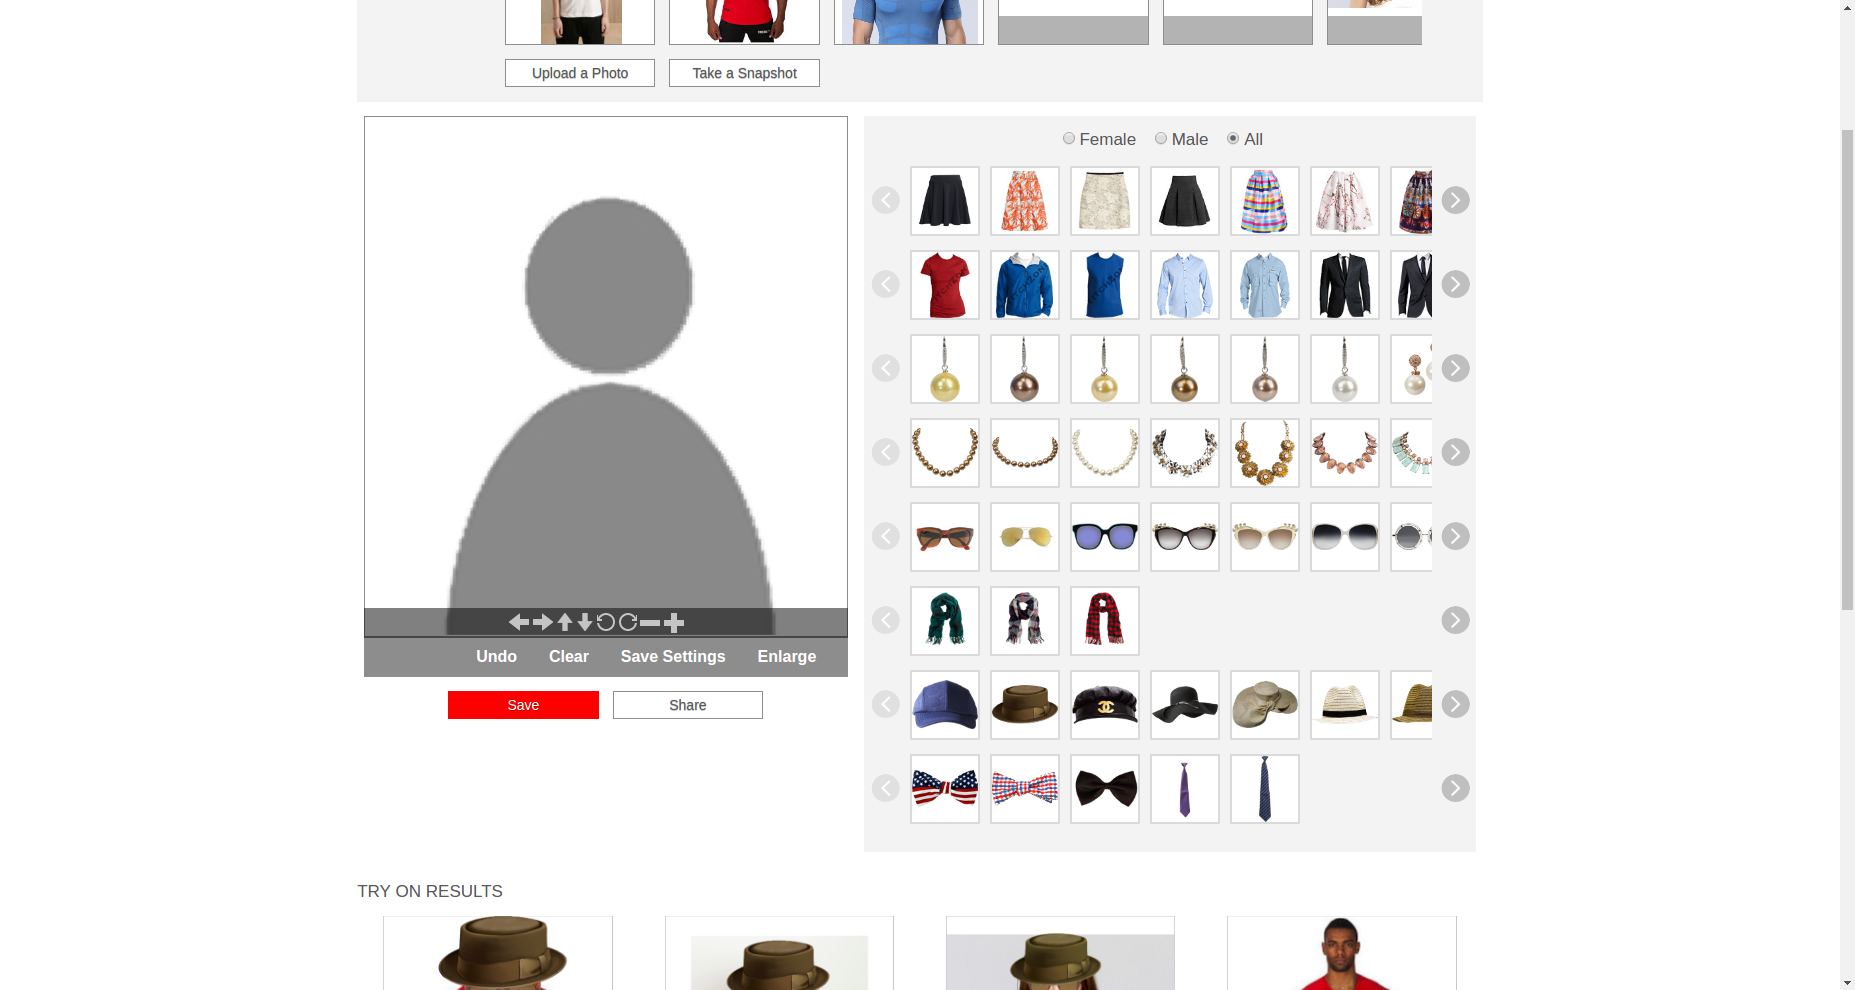 Upload a Photo
Take a Snapshot
Female
Male
All
Undo
Clear
Save Settings
Enlarge
Save
Share
TRY ON RESULTS